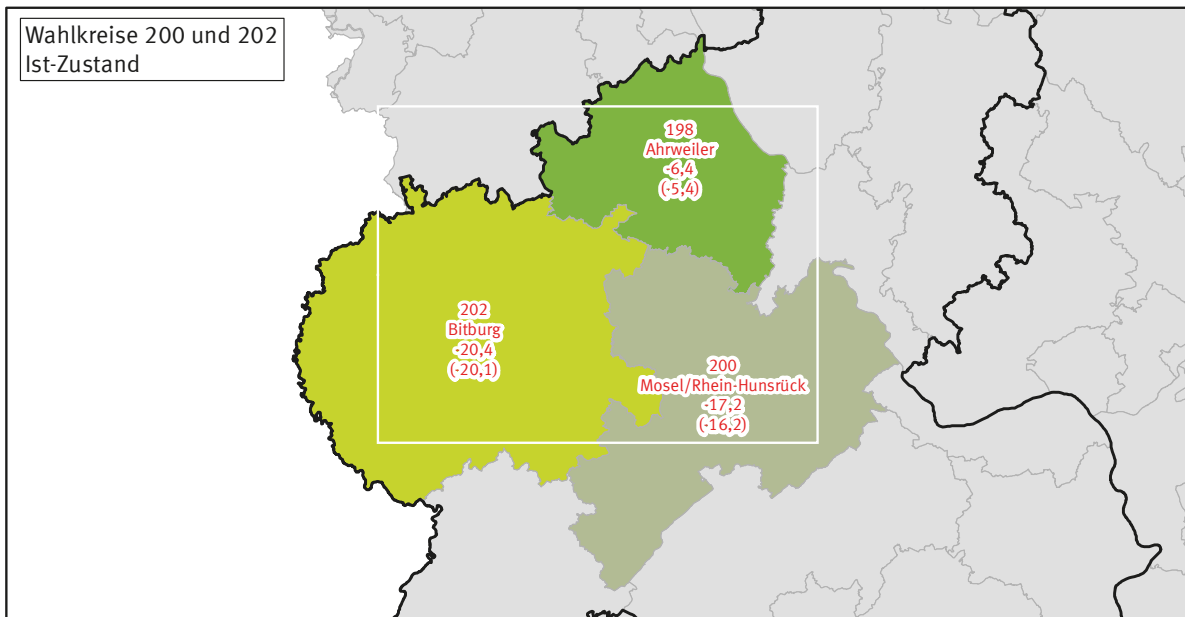 Wahlkreise 200 und 202
Ist-Zustand
198
Ahrweiler
-6,4
(-5,4)
202
Bitburg
-20,4
(-20,1)
200
Mosel/Rhein-Hunsrück
-17,2
(-16,2)